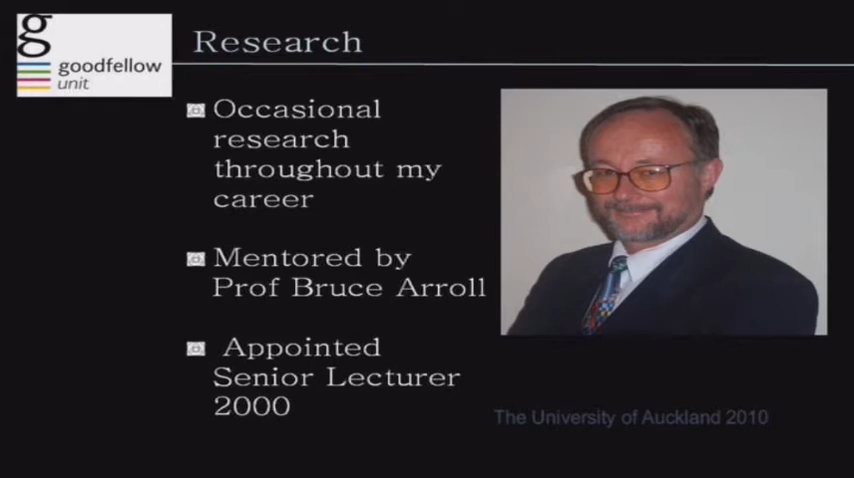 g
goodfellow
unit
Research
Occasional
research
throughout my
career
Mentored by
Prof Bruce Arroll
Appointed
Senior Lecturer
2000
The University of Auckland 2010